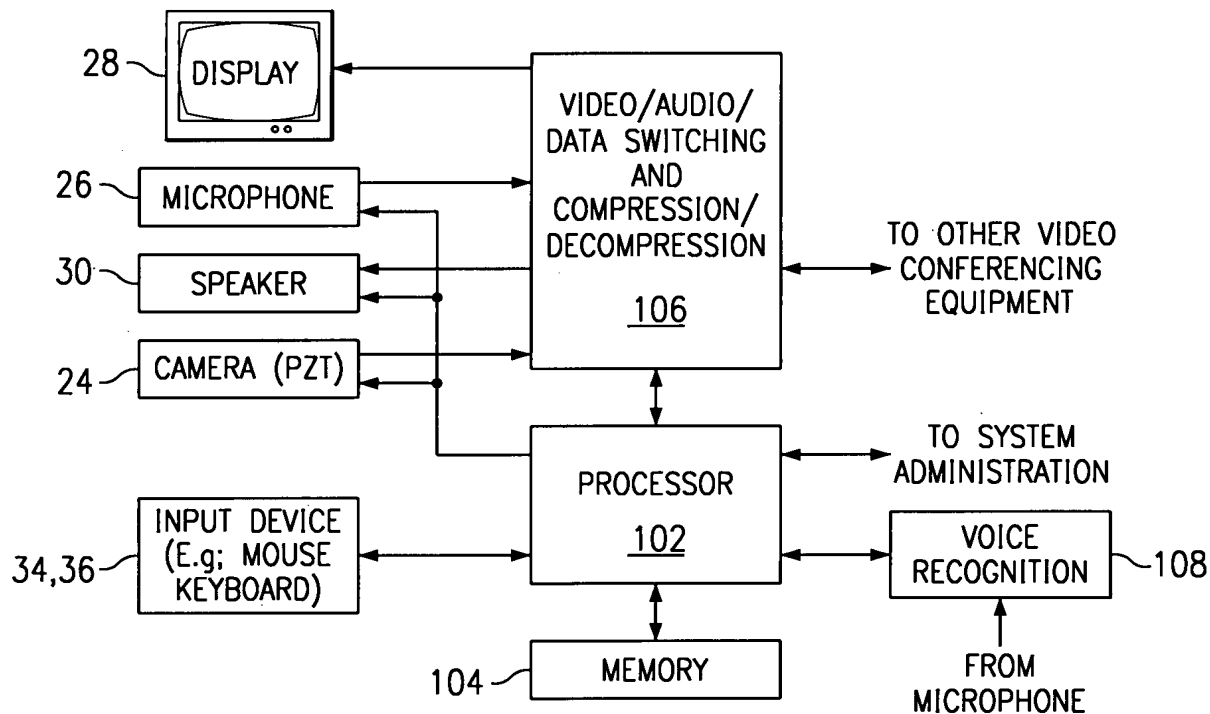 28
DISPLAY
VIDEO/AUDIO/
DATA SWITCHING
AND
COMPRESSION/
DECOMPRESSION
106
26
MICROPHONE
30
SPEAKER
24
CAMERA (PZT)
TO OTHER VIDEO
CONFERENCING
EQUIPMENT
PROCESSOR
102
TO SYSTEM
ADMINISTRATION
34,36
INPUT DEVICE
(E.g; MOUSE
KEYBOARD)
VOICE
RECOGNITION
108
104
MEMORY
FROM
MICROPHONE